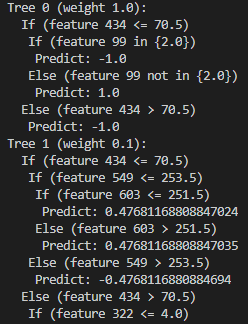 Tree 0 (weight 1.0):
If (feature 434 <= 70.5)
If (feature 99 in {2.0})
Predict: -1.0
Else (feature 99 not in {2.0})
Predict: 1.0
Else (feature 434 > 70.5)
Predict: -1.0
Tree 1 (weight 0.1):
If (feature 434 <= 70.5)
If (feature 549 <= 253.5)
If (feature 603 <= 251.5)
Predict: 0.47681168808847024
Else (feature 603 > 251.5)
Predict: 0.47681168808847035
Else (feature 549 > 253.5)
Predict: -0.4768116880884694
Else (feature 434 > 70.5)
If (feature 322 <= 4.0)